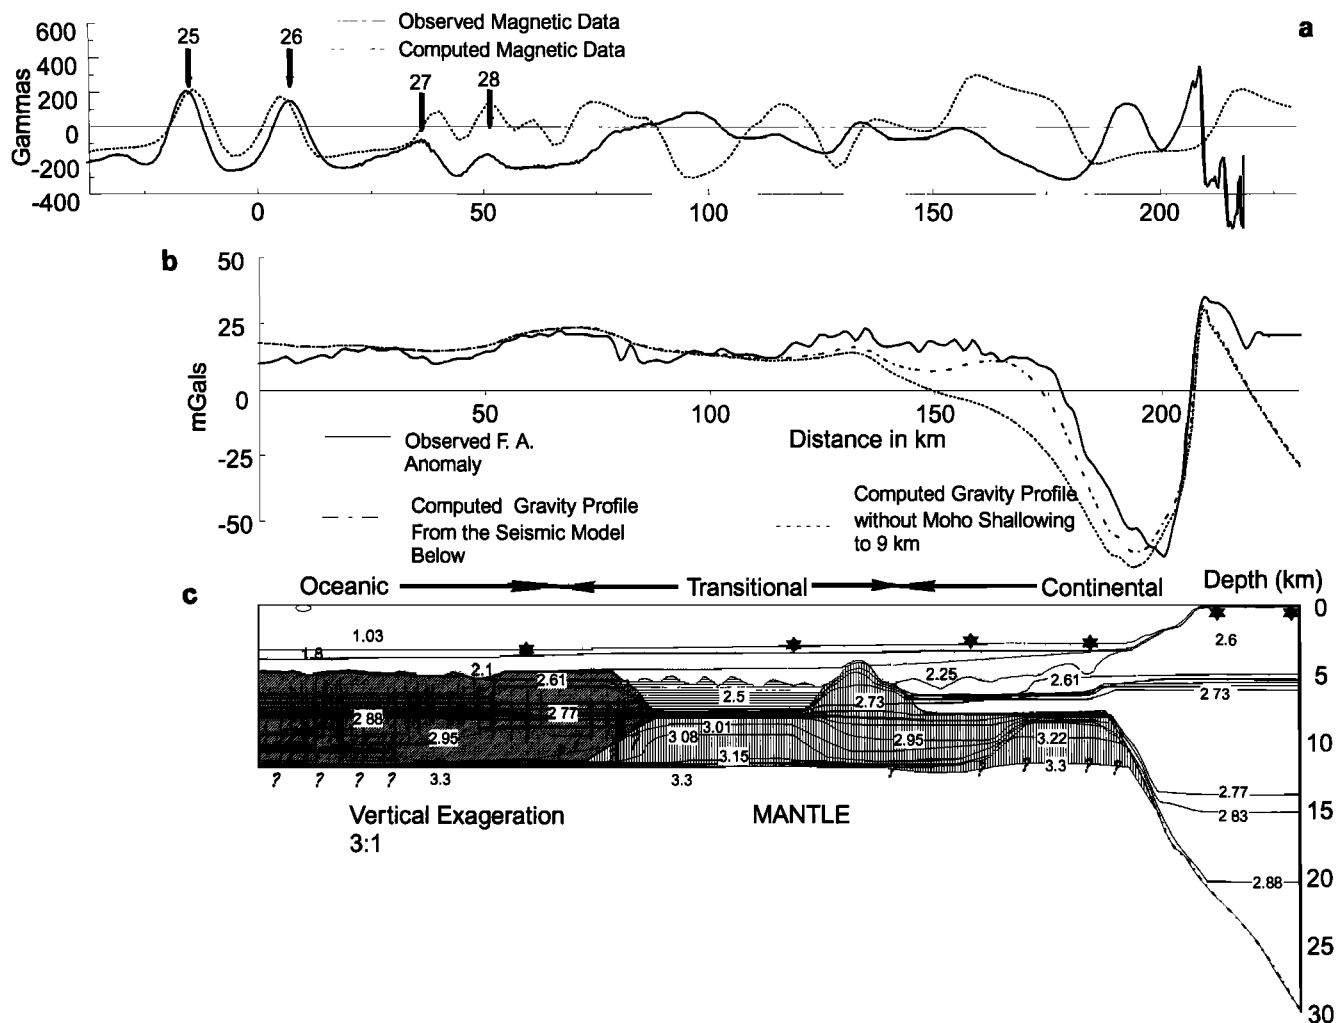 Observed Magnetic Data
Computed Magnetic Data
a
600
400
200
0
-200
-400
Gammas
25
26
27
28
0
50
100
150
200
b
50
25
0
-25
-50
mGals
50
100
150
200
Distance in km
Observed F. A.
Anomaly
Computed Gravity Profile
From the Seismic Model
Below
Computed Gravity Profile
without Moho Shallowing
to 9 km
Oceanic
Transitional
Continental
Depth (km)
c
0
5
10
15
20
25
30
1.03
1.8
2.1
2.61
2.5
2.25
2.61
2.6
2.73
2.73
2.77
2 88
2.95
3.01
3.08
3.15
2.95
3.22
3.3
? ? ? ?
3.3
3.3
? ? ? ? ?
2.77
2 83
2.88
Vertical Exageration
3:1
MANTLE